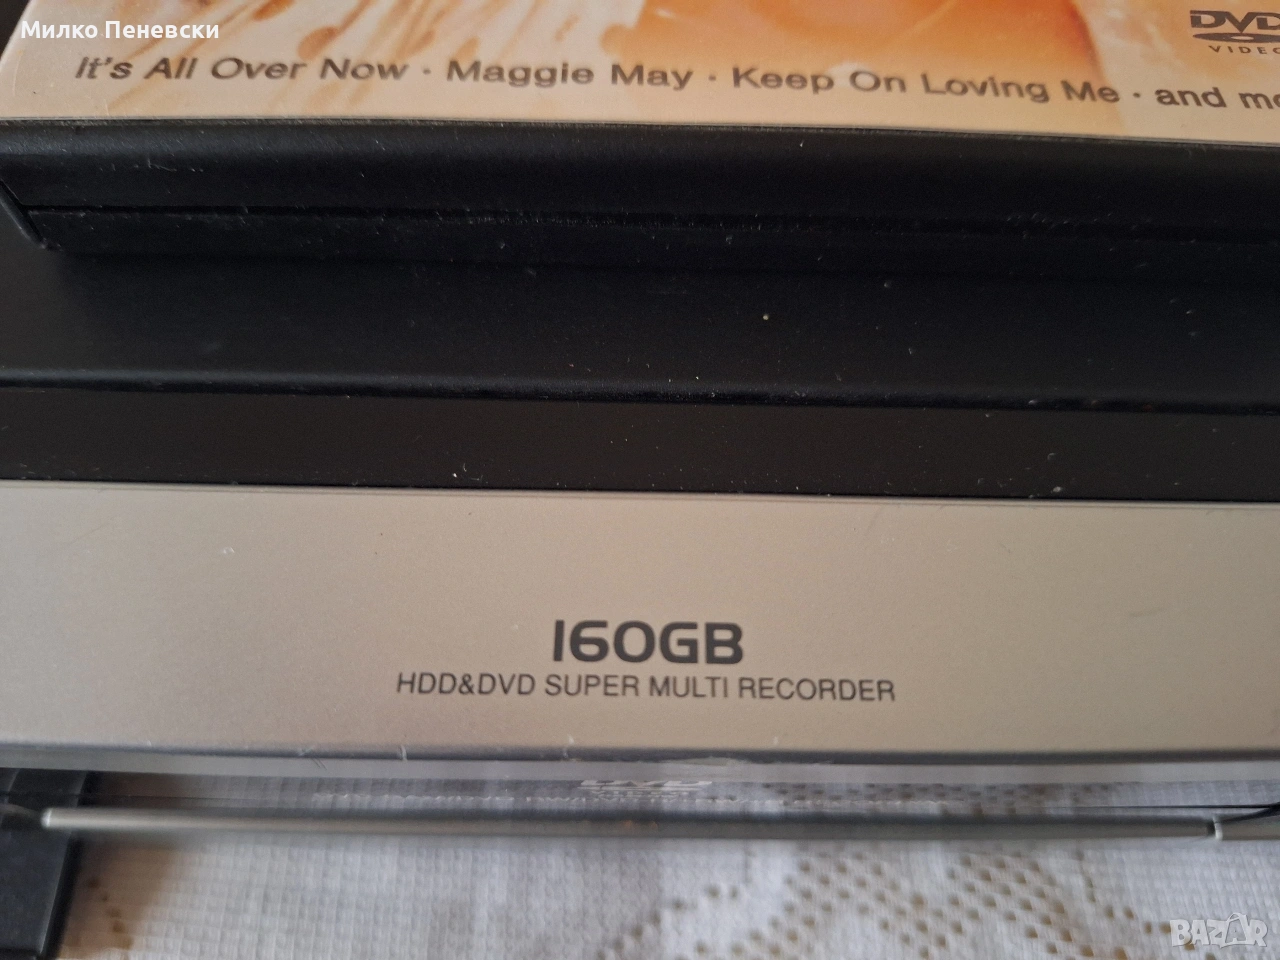 Милко Пеневски
DVD
VIDEO
It's All Over Now · Maggie May · Keep On Loving Me · and
160GB
HDD&DVD SUPER MULTI RECORDER
BAZAR